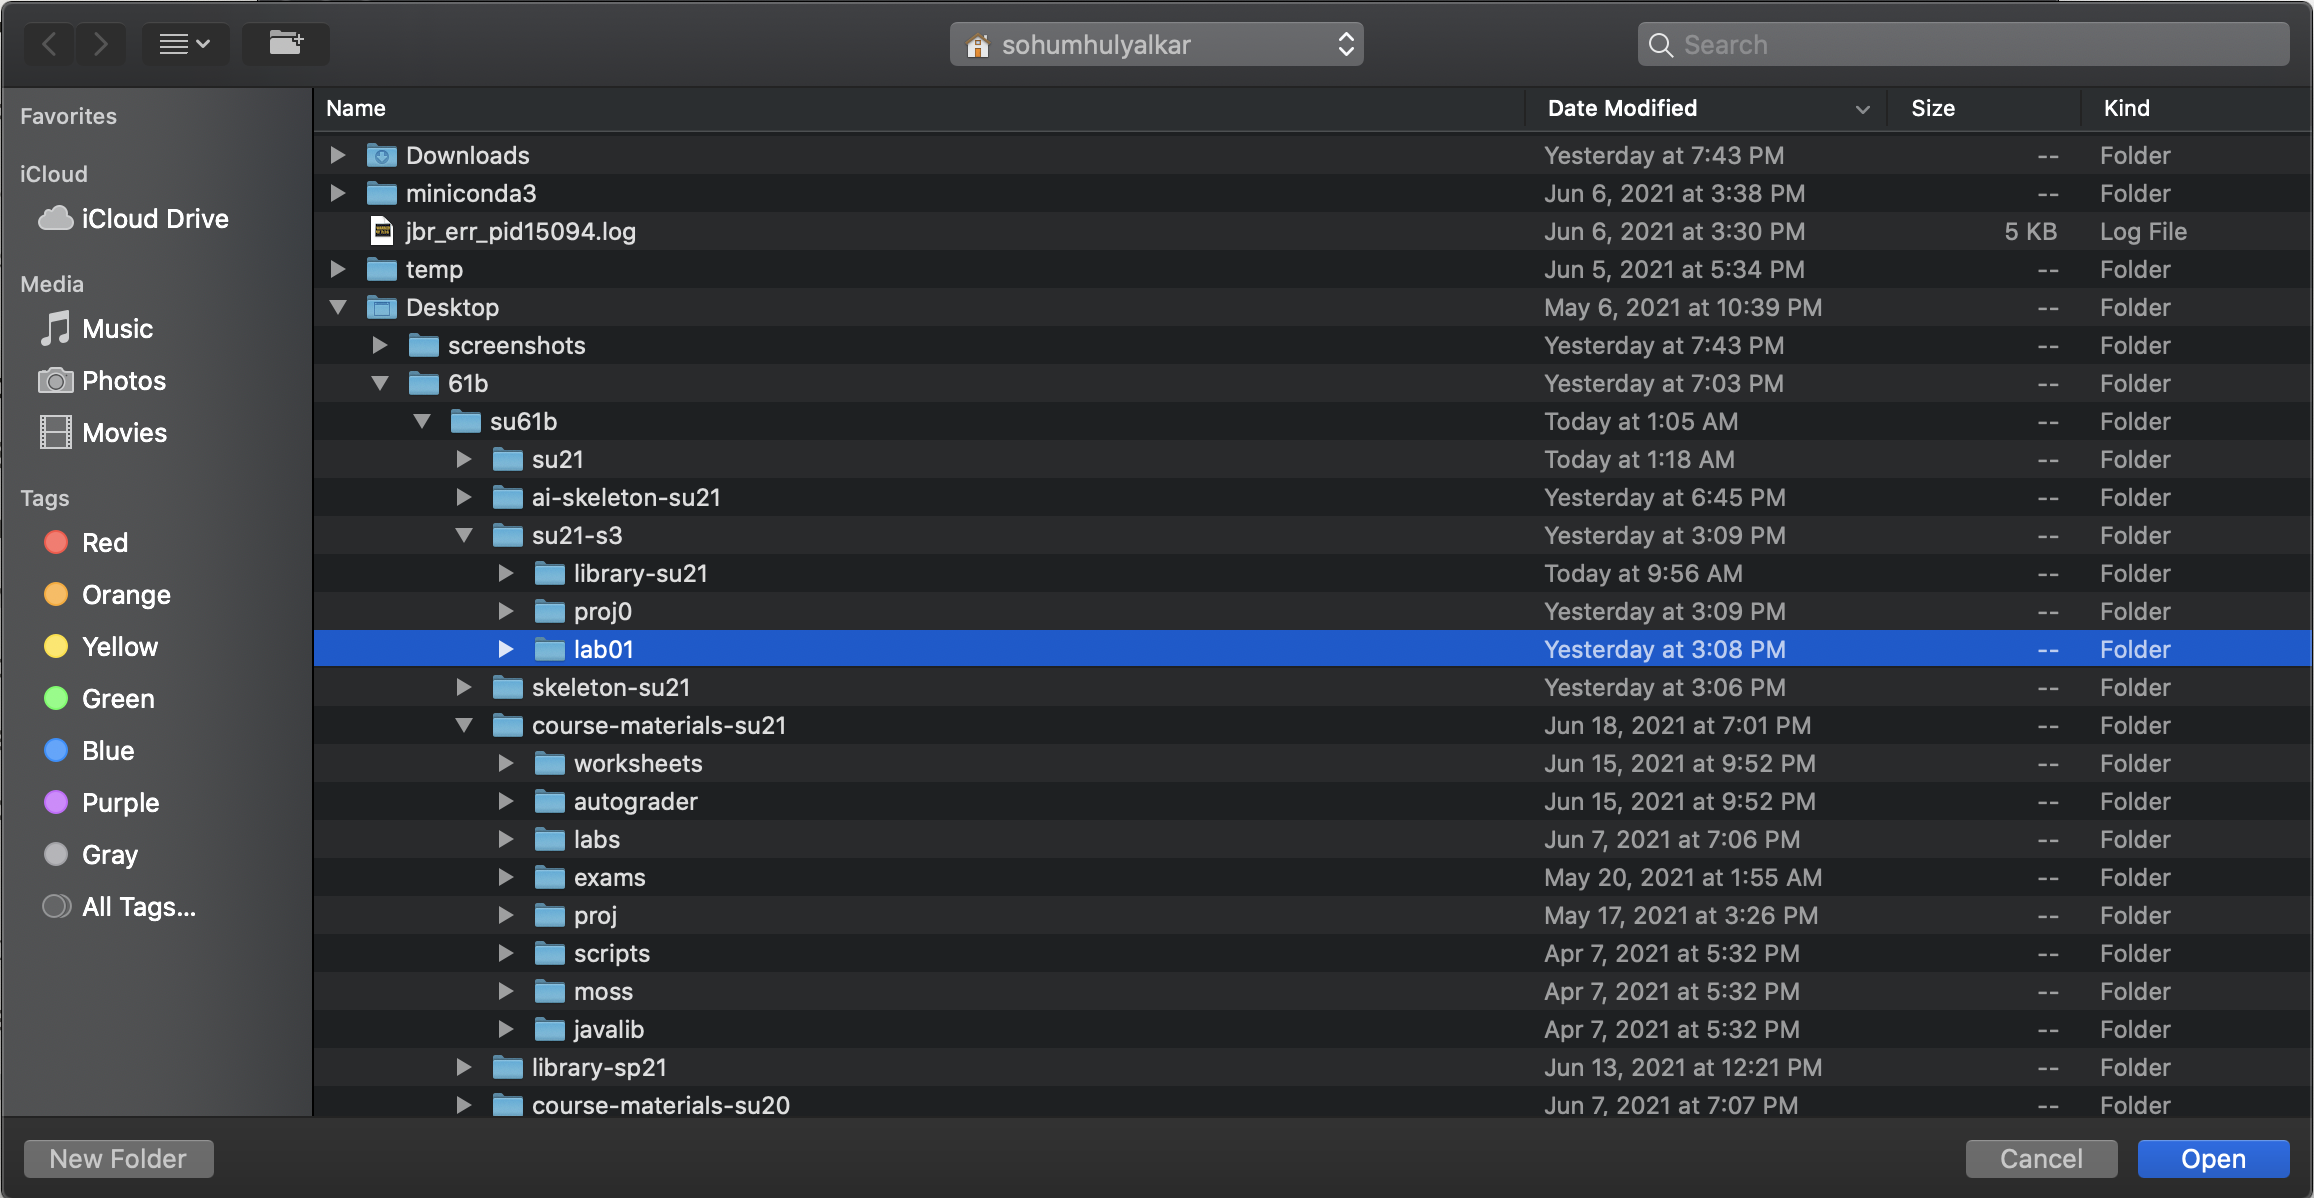 sohumhulyalkar
Search
Favorites
iCloud
iCloud Drive
Media
Music
Photos
Movies
Tags
Red
Orange
Yellow
Green
Blue
Purple
Gray
All Tags...
Name Date Modified Size Kind
Downloads Yesterday at 7:43 PM -- Folder
miniconda3 Jun 6, 2021 at 3:38 PM -- Folder
jbr_err_pid15094.log Jun 6, 2021 at 3:30 PM 5 KB Log File
temp Jun 5, 2021 at 5:34 PM -- Folder
Desktop May 6, 2021 at 10:39 PM -- Folder
screenshots Yesterday at 7:43 PM -- Folder
61b Yesterday at 7:03 PM -- Folder
su61b Today at 1:05 AM -- Folder
su21 Today at 1:18 AM -- Folder
ai-skeleton-su21 Yesterday at 6:45 PM -- Folder
su21-s3 Yesterday at 3:09 PM -- Folder
library-su21 Today at 9:56 AM -- Folder
proj0 Yesterday at 3:09 PM -- Folder
lab01 Yesterday at 3:08 PM -- Folder
skeleton-su21 Yesterday at 3:06 PM -- Folder
course-materials-su21 Jun 18, 2021 at 7:01 PM -- Folder
worksheets Jun 15, 2021 at 9:52 PM -- Folder
autograder Jun 15, 2021 at 9:52 PM -- Folder
labs Jun 7, 2021 at 7:06 PM -- Folder
exams May 20, 2021 at 1:55 AM -- Folder
proj May 17, 2021 at 3:26 PM -- Folder
scripts Apr 7, 2021 at 5:32 PM -- Folder
moss Apr 7, 2021 at 5:32 PM -- Folder
javalib Apr 7, 2021 at 5:32 PM -- Folder
library-sp21 Jun 13, 2021 at 12:21 PM -- Folder
course-materials-su20 Jun 7, 2021 at 7:07 PM -- Folder
New Folder
Cancel
Open